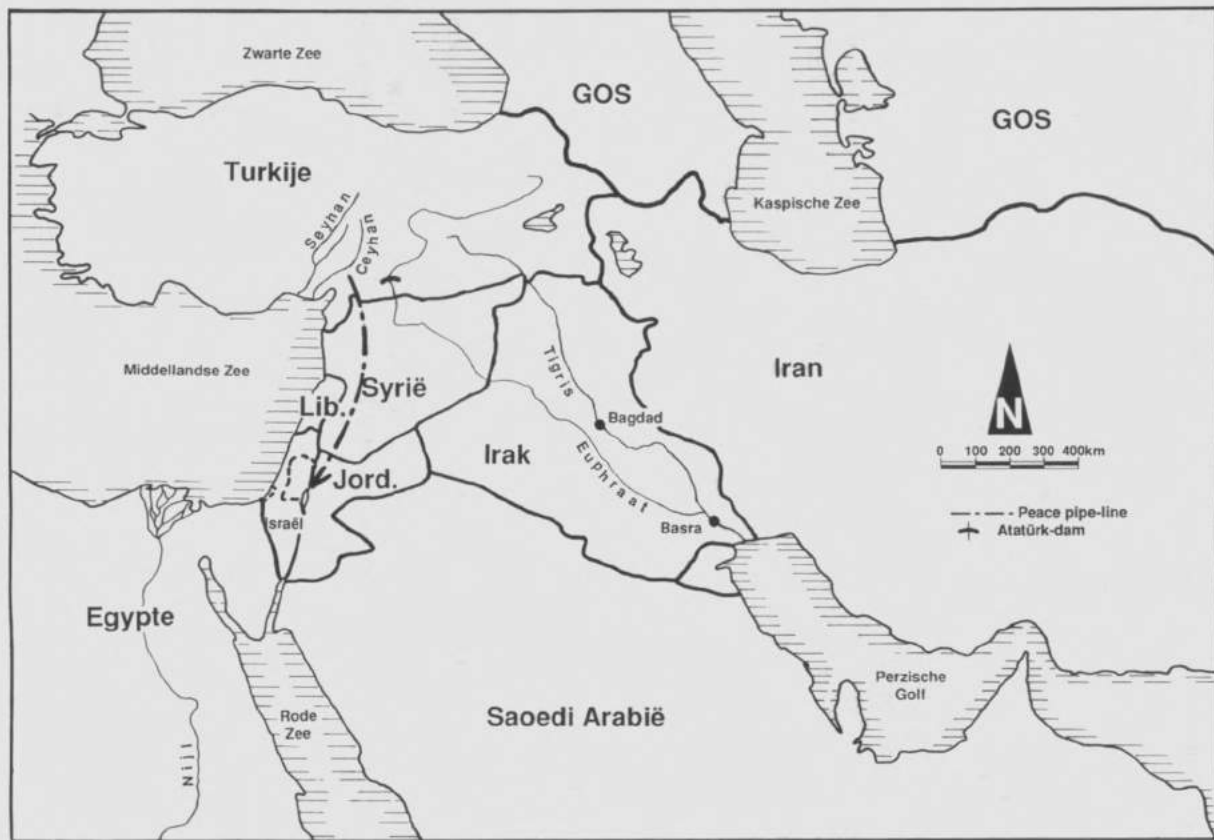 Zwarte Zee
GOS
GOS
Turkije
Kaspische Zee
Seyhan
Ceyhan
Middellandse Zee
Syrië
Lib.
Tigris
Bagdad
Iran
N
0 100 200 300 400km
Irak
Euphraat
Jord.
Israël
Basra
Peace pipe-line
Atatürk-dam
Egypte
Nijl
Rode
Zee
Saoedi Arabië
Perzische
Golf